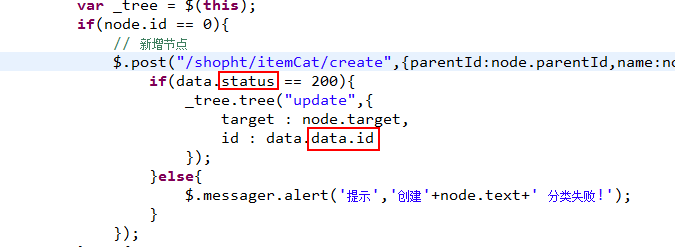 var _tree = $(this);
if(node.id == 0){
// 新增节点
$.post("/shopht/itemCat/create",{parentId:node.parentId,name:no
if(data.status == 200){
_tree.tree("update",{
target : node.target,
id : data.data.id
});
}else{
$.messager.alert('提示','创建'+node.text+' 分类失败!');
}
});